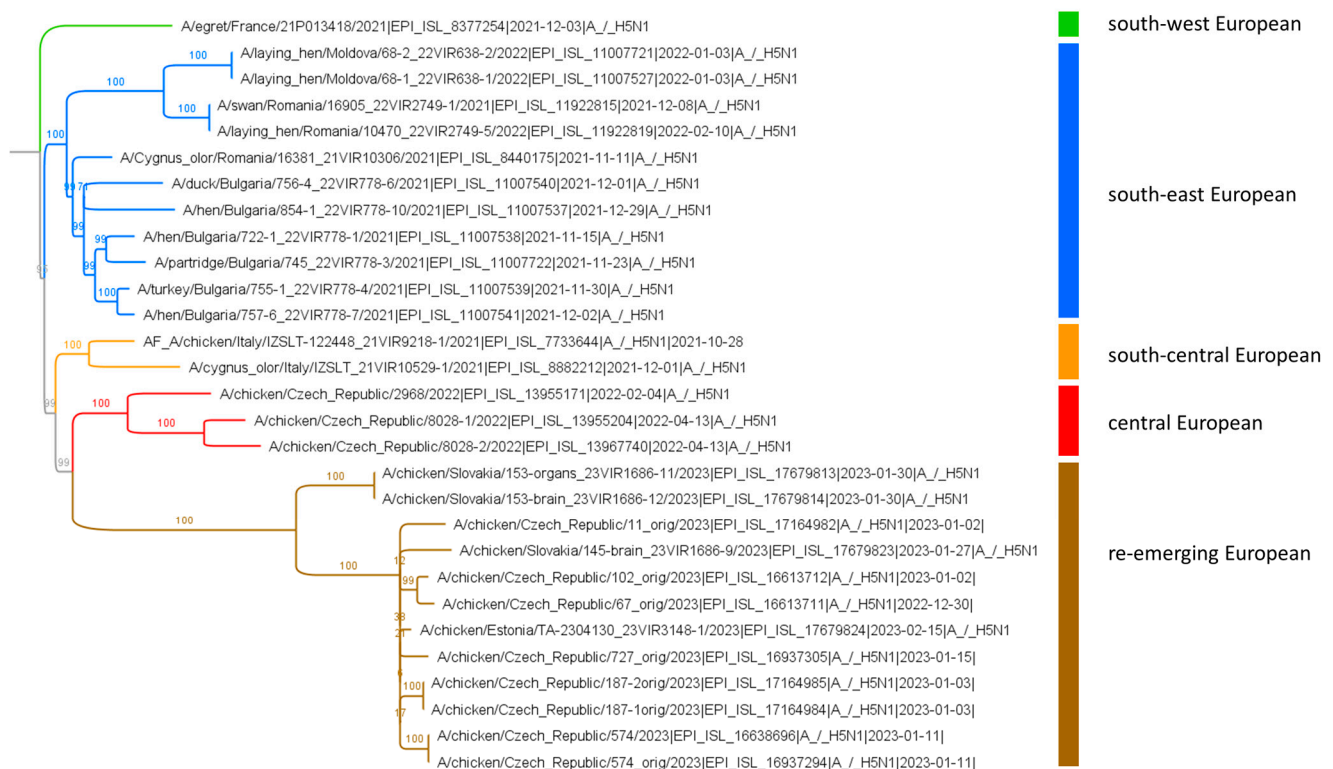 A/egret/France/21P013418/2021|EPI_ISL_8377254|2021-12-03|A_/_H5N1
south-west European
A/laying_hen/Moldova/68-2_22VIR638-2/2022|EPI_ISL_11007721|2022-01-03|A_/_H5N1
100
A/laying_hen/Moldova/68-1_22VIR638-1/2022|EPI_ISL_11007527|2022-01-03|A_/_H5N1
100
A/swan/Romania/16905_22VIR2749-1/2021|EPI_ISL_11922815|2021-12-08|A_/_H5N1
100
A/laying_hen/Romania/10470_22VIR2749-5/2022|EPI_ISL_11922819|2022-02-10|A_/_H5N1
100
A/Cygnus_olor/Romania/16381_21VIR10306/2021|EPI_ISL_8440175|2021-11-11|A_/_H5N1
A/duck/Bulgaria/756-4_22VIR778-6/2021|EPI_ISL_11007540|2021-12-01|A_/_H5N1
99 71
south-east European
A/hen/Bulgaria/854-1_22VIR778-10/2021|EPI_ISL_11007537|2021-12-29|A_/_H5N1
99
A/hen/Bulgaria/722-1_22VIR778-1/2021|EPI_ISL_11007538|2021-11-15|A_/_H5N1
99
A/partridge/Bulgaria/745_22VIR778-3/2021|EPI_ISL_11007722|2021-11-23|A_/_H5N1
99
A/turkey/Bulgaria/755-1_22VIR778-4/2021|EPI_ISL_11007539|2021-11-30|A_/_H5N1
100
A/hen/Bulgaria/757-6_22VIR778-7/2021|EPI_ISL_11007541|2021-12-02|A_/_H5N1
AF_A/chicken/Italy/IZSLT-122448_21VIR9218-1/2021|EPI_ISL_7733644|A_/_H5N1|2021-10-28
100
south-central European
A/cygnus_olor/Italy/IZSLT_21VIR10529-1/2021|EPI_ISL_8882212|2021-12-01|A_/_H5N1
A/chicken/Czech_Republic/2968/2022|EPI_ISL_13955171|2022-02-04|A_/_H5N1
99
100
A/chicken/Czech_Republic/8028-1/2022|EPI_ISL_13955204|2022-04-13|A_/_H5N1
100
central European
A/chicken/Czech_Republic/8028-2/2022|EPI_ISL_13967740|2022-04-13|A_/_H5N1
99
A/chicken/Slovakia/153-organs_23VIR1686-11/2023|EPI_ISL_17679813|2023-01-30|A_/_H5N1
100
A/chicken/Slovakia/153-brain_23VIR1686-12/2023|EPI_ISL_17679814|2023-01-30|A_/_H5N1
100
A/chicken/Czech_Republic/11_orig/2023|EPI_ISL_17164982|A_/_H5N1|2023-01-02|
A/chicken/Slovakia/145-brain_23VIR1686-9/2023|EPI_ISL_17679823|2023-01-27|A_/_H5N1
re-emerging European
12
100
A/chicken/Czech_Republic/102_orig/2023|EPI_ISL_16613712|A_/_H5N1|2023-01-02|
99
A/chicken/Czech_Republic/67_orig/2023|EPI_ISL_16613711|A_/_H5N1|2022-12-30|
A/chicken/Estonia/TA-2304130_23VIR3148-1/2023|EPI_ISL_17679824|2023-02-15|A_/_H5N1
A/chicken/Czech_Republic/727_orig/2023|EPI_ISL_16937305|A_/_H5N1|2023-01-15|
A/chicken/Czech_Republic/187-2orig/2023|EPI_ISL_17164985|A_/_H5N1|2023-01-03|
100
A/chicken/Czech_Republic/187-1orig/2023|EPI_ISL_17164984|A_/_H5N1|2023-01-03|
17
A/chicken/Czech_Republic/574/2023|EPI_ISL_16638696|A_/_H5N1|2023-01-11|
100
A/chicken/Czech_Republic/574_orig/2023|EPI_ISL_16937294|A_/_H5N1|2023-01-11|